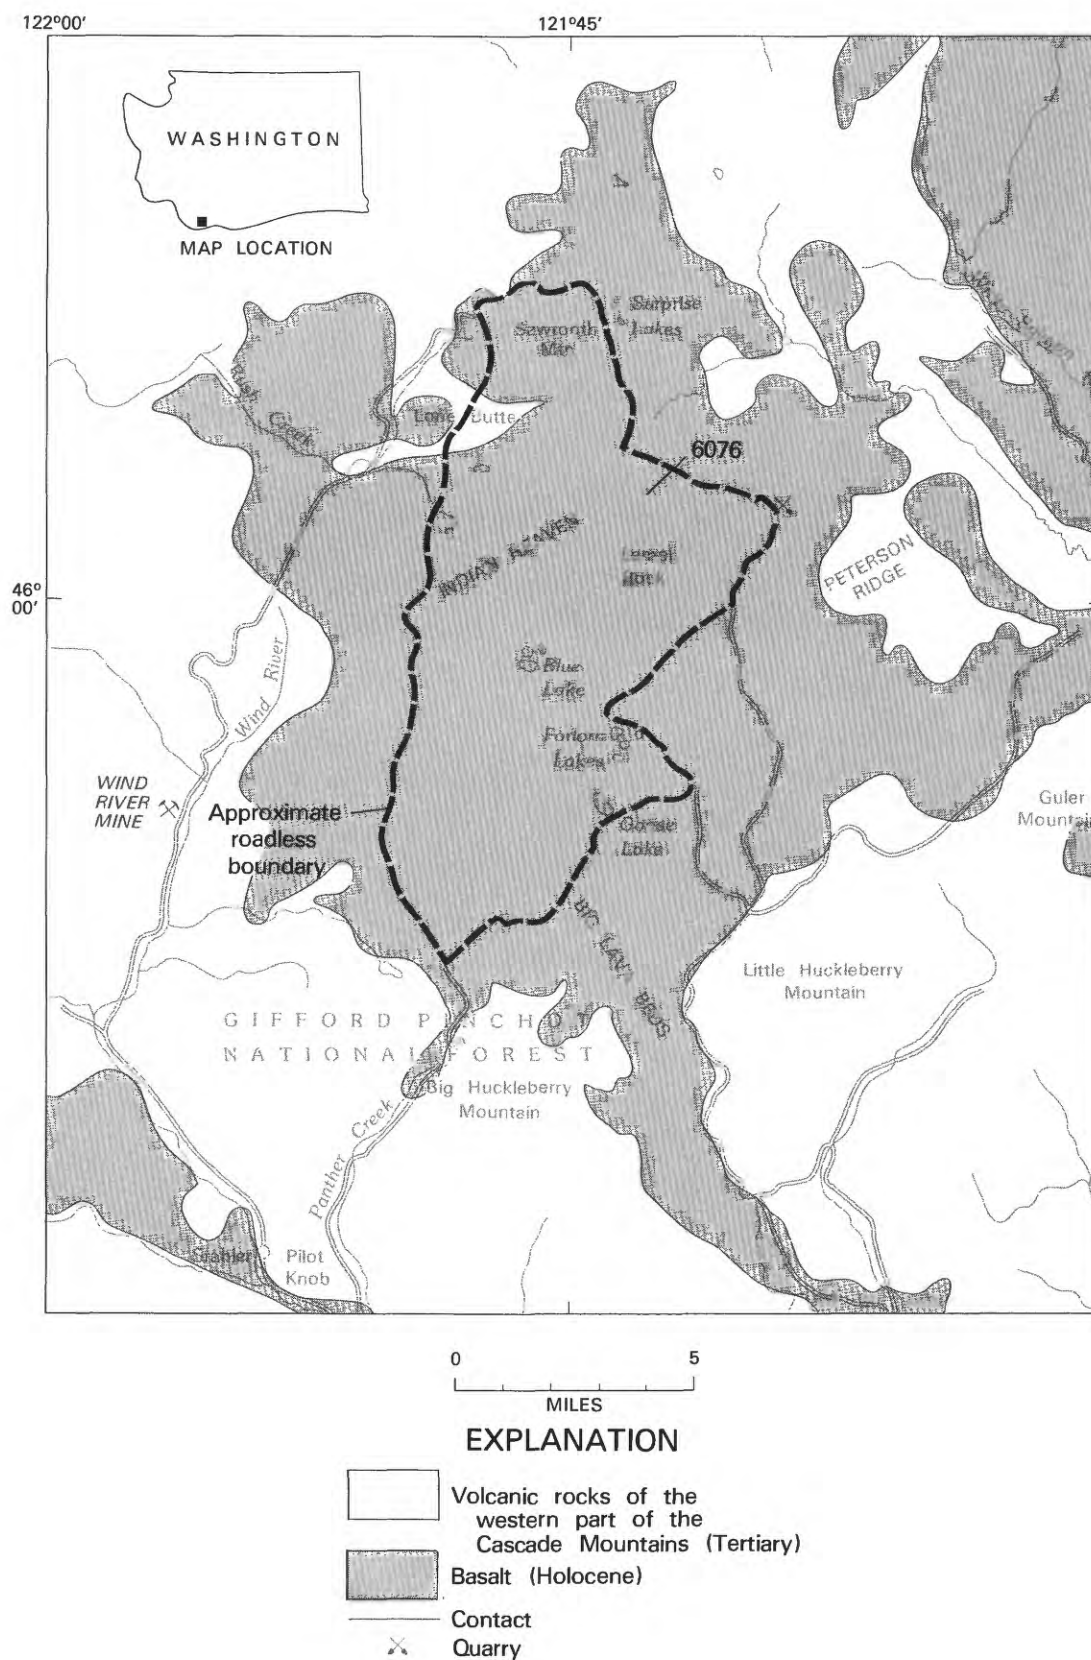 122°00′
121°45′
WASHINGTON
MAP LOCATION
Surprise
Lakes
Sawtooth
Mtn
Rush
Creek
Lone Butte
6076
INDIAN HEAVEN
PETERSON
RIDGE
46°
00′
Wind River
Blue
Lake
Forlorn
Lakes
WIND
RIVER
MINE
Approximate
roadless
boundary
Goose
Lake
Guler
Mountain
BIG LAVA BEDS
Little Huckleberry
Mountain
GIFFORD PINCHOT
NATIONAL FOREST
Big Huckleberry
Mountain
Panther Creek
Pilot
Knob
0
5
MILES
EXPLANATION
Volcanic rocks of the
western part of the
Cascade Mountains (Tertiary)
Basalt (Holocene)
Contact
Quarry